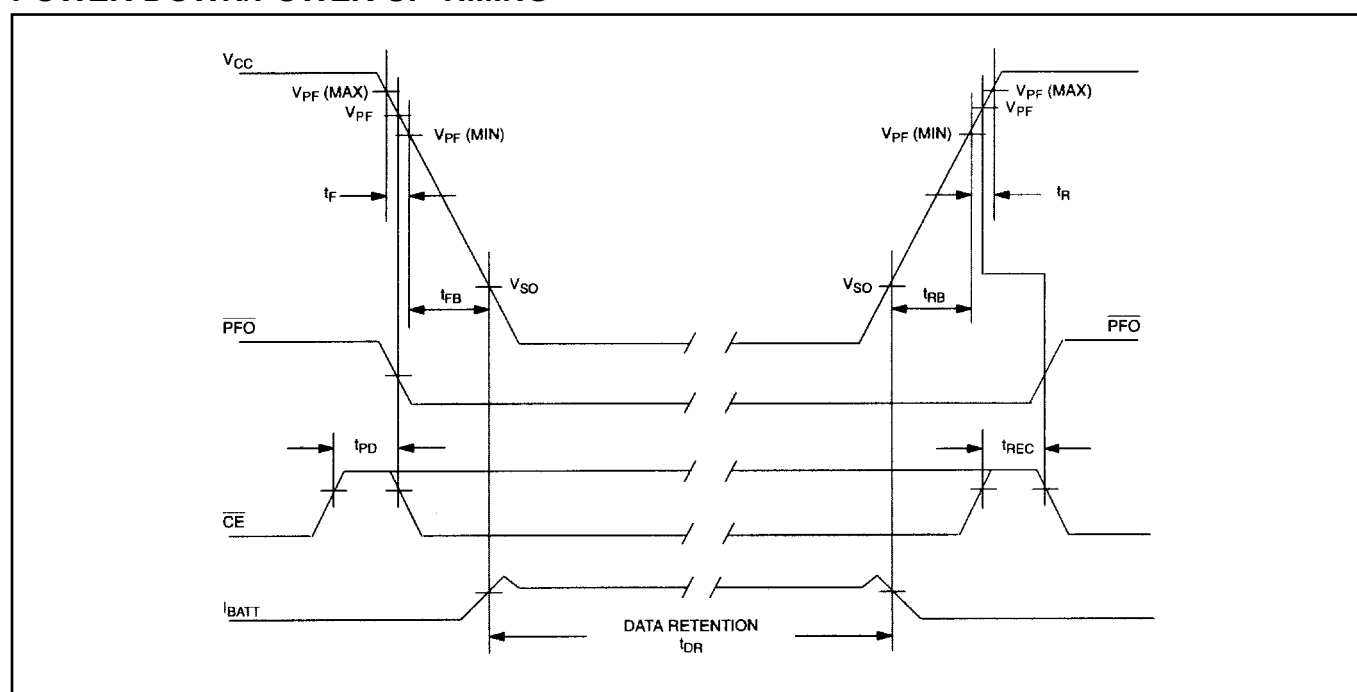 POWER-DOWN/POWER-UP TIMING
VCC
VPF (MAX)
VPF
VPF (MIN)
tF
tFB
VSO
VPF (MAX)
VPF
VPF (MIN)
tR
VSO
tRB
PFO
PFO
tPD
tREC
CE
IBATT
DATA RETENTION
tDR